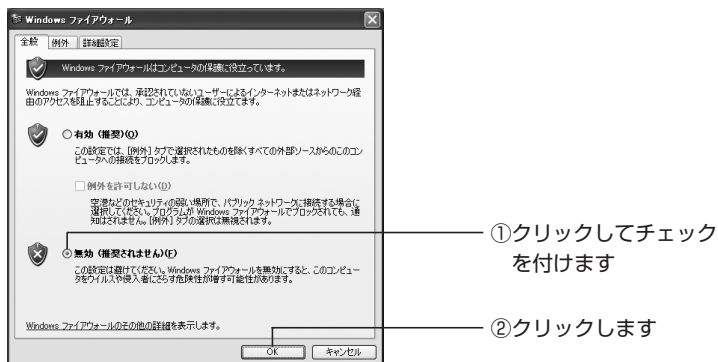 Windows ファイアウォール
全般 例外 詳細設定
Windows ファイアウォールはコンピュータの保護に役立っています。
Windows ファイアウォールでは、承認されていないユーザーによるインターネットまたはネットワーク経
由のアクセスを阻止することにより、コンピュータの保護に役立てます。
有効 (推奨)(O)
この設定では、[例外] タブで選択されたものを除くすべての外部ソースからのこのコン
ピュータへの接続をブロックします。
例外を許可しない(D)
空港などのセキュリティの弱い場所で、パブリック ネットワークに接続する場合に
選択してください。プログラムが Windows ファイアウォールでブロックされても、通
知はされません。[例外] タブの選択は無視されます。
無効 (推奨されません)(F)
この設定は避けてください。Windows ファイアウォールを無効にすると、このコンピュー
タをウイルスや侵入者にさらす危険性が増す可能性があります。
Windows ファイアウォールのその他の詳細を表示します。
OK キャンセル
①クリックしてチェック
を付けます
②クリックします